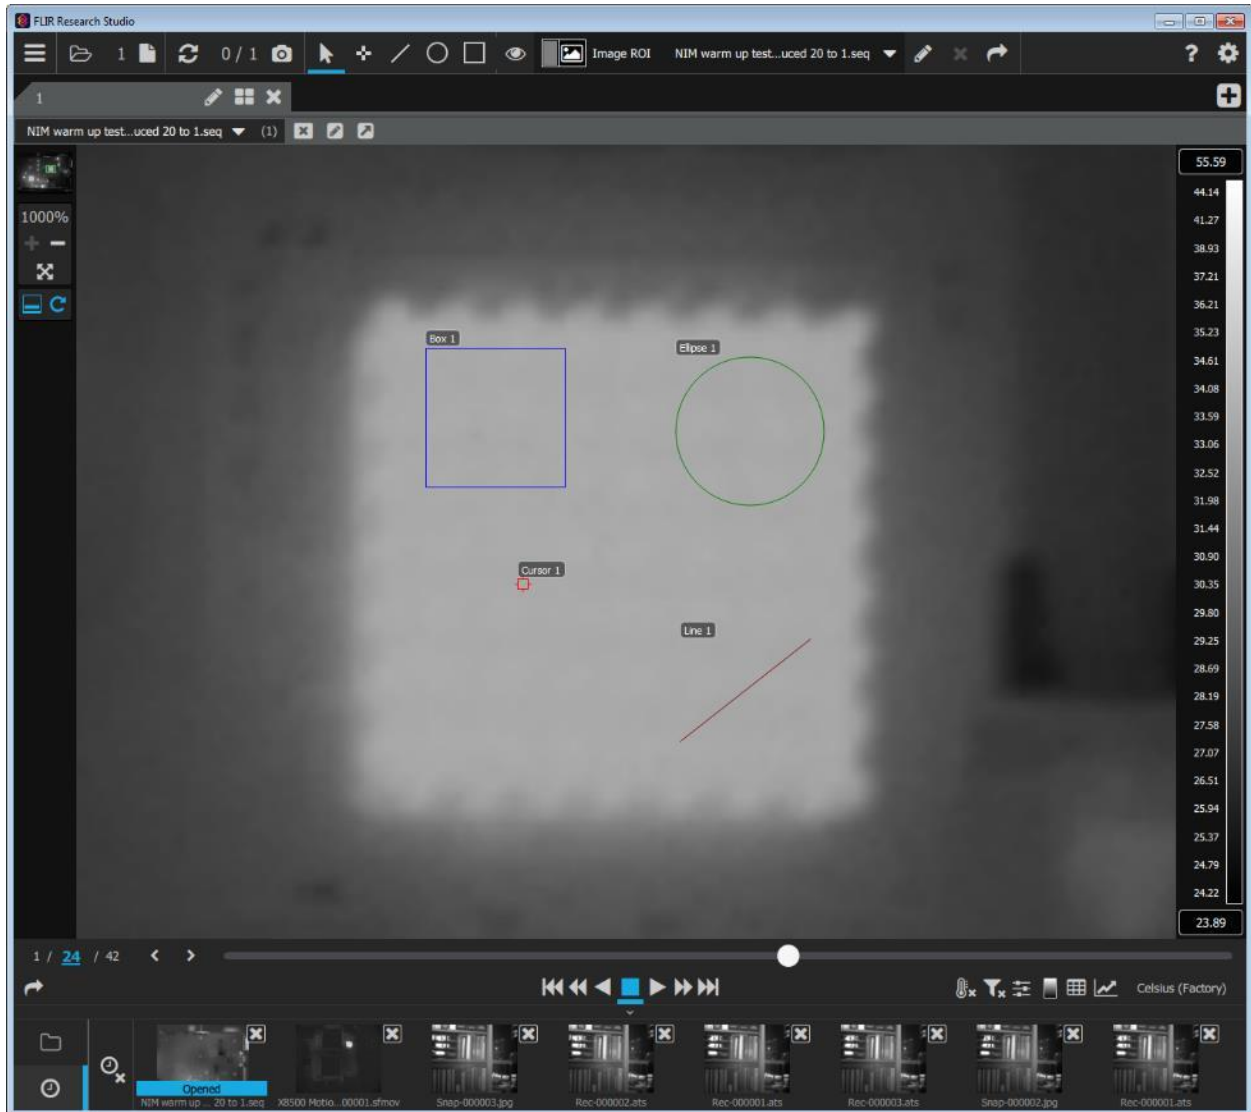 FLIR Research Studio
1 0 / 1 Image ROI NIM warm up test...uced 20 to 1.seq ?
1
NIM warm up test...uced 20 to 1.seq (1)
55.59
44.14
1000%
41.27
38.93
37.21
36.21
35.23
Box 1
Ellipse 1
34.61
34.08
33.59
33.06
32.52
31.98
31.44
30.90
Cursor 1
30.35
29.80
Line 1
29.25
28.69
28.19
27.58
27.07
26.51
25.94
25.37
24.79
24.22
23.89
1 / 24 / 42
Celsius (Factory)
Opened
NIM warm up ... 20 to 1.seq X8500 Motio...00001.sfmov Snap-000003.jpg Rec-000002.ats Rec-000001.ats Rec-000003.ats Snap-000002.jpg Rec-000001.ats